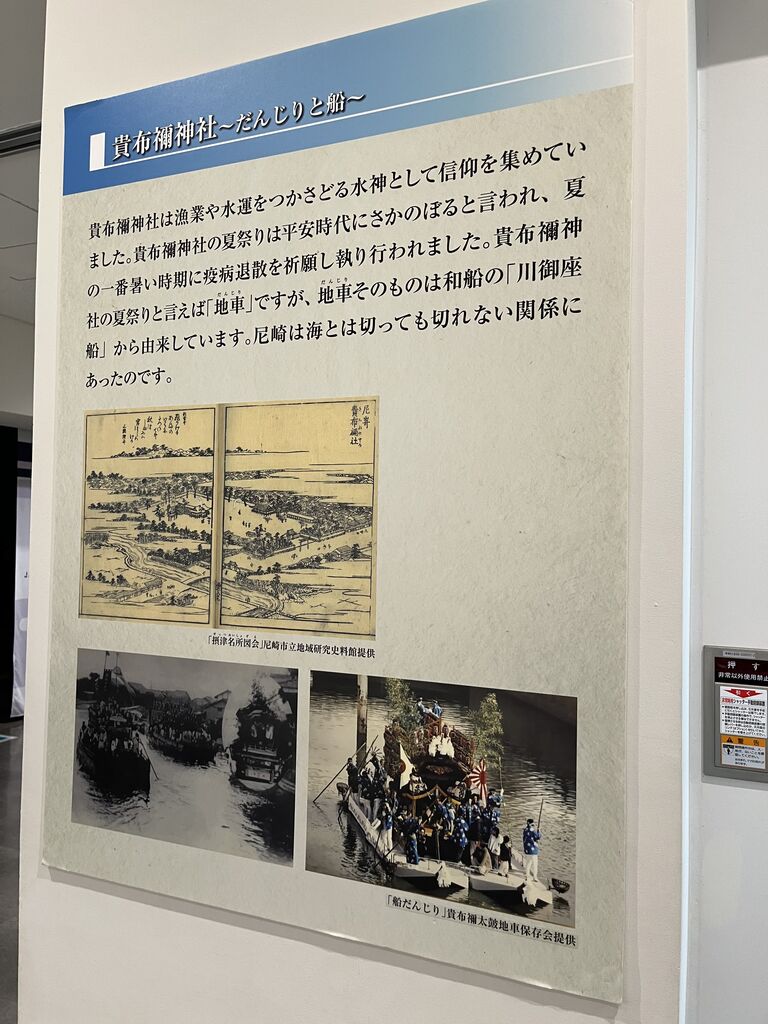 貴布禰神社～だんじりと船～
貴布禰神社は漁業や水運をつかさどる水神として信仰を集めてい
ました。貴布禰神社の夏祭りは平安時代にさかのぼると言われ、夏
の一番暑い時期に疫病退散を祈願し執り行われました。貴布禰神
社の夏祭りと言えば「地車」ですが、地車そのものは和船の「川御座
船」から由来しています。尼崎は海とは切っても切れない関係に
あったのです。
尼崎
貴布禰社
「摂津名所図会」尼崎市立地域研究史料館提供
「船だんじり」貴布禰太鼓地車保存会提供
押す
非常以外使用禁止
引く
警告